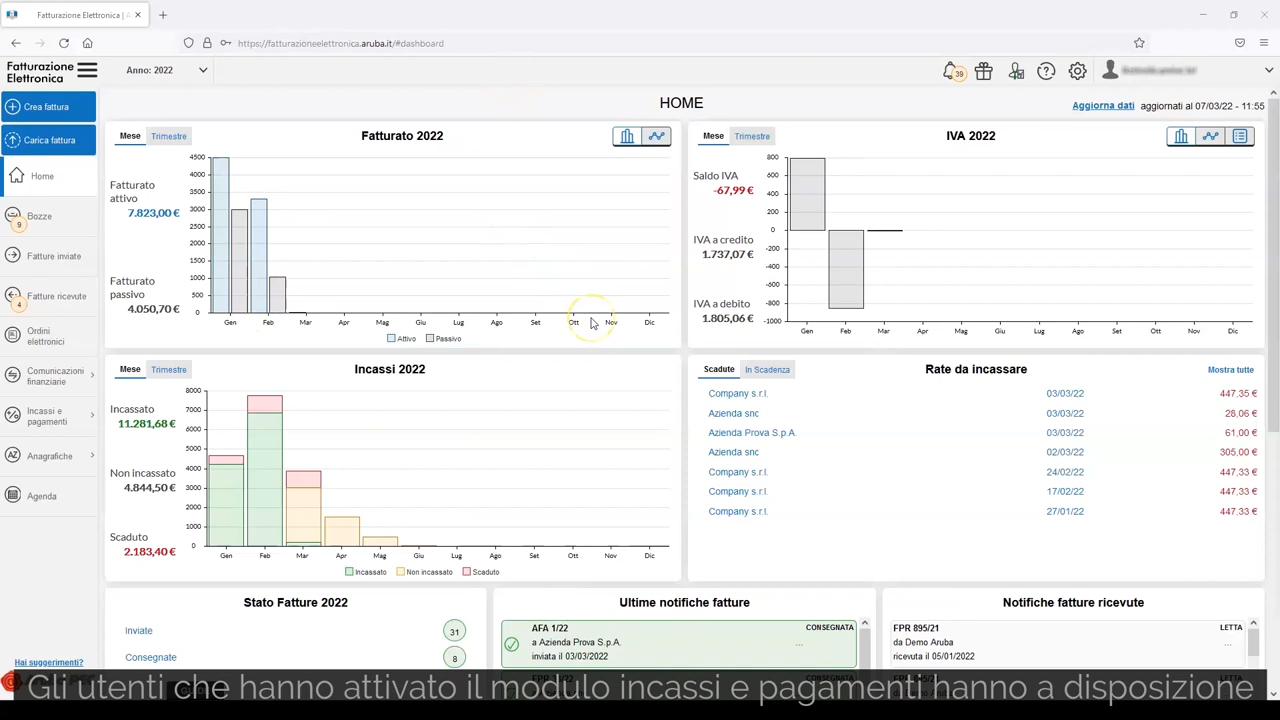 Fatturazione Elettronica | A
https://fatturazioneelettronica.aruba.it/#dashboard
Fatturazione
Elettronica
Anno: 2022
39
Crea fattura
Carica fattura
Home
Bozze
9
Fatture inviate
Fatture ricevute
4
Ordini
elettronici
Comunicazioni
finanziarie
Incassi e
pagamenti
Anagrafiche
Agenda
Hai suggerimenti?
HOME
Aggiorna dati aggiornati al 07/03/22 - 11:55
Mese Trimestre
Fatturato 2022
Fatturato
attivo
7.823,00 €
Fatturato
passivo
4.050,70 €
4500
4000
3500
3000
2500
2000
1500
1000
500
0
Gen Feb Mar Apr Mag Giu Lug Ago Set Ott Nov Dic
Attivo Passivo
Mese Trimestre
IVA 2022
Saldo IVA
-67,99 €
IVA a credito
1.737,07 €
IVA a debito
1.805,06 €
800
600
400
200
0
-200
-400
-600
-800
-1000
Gen Feb Mar Apr Mag Giu Lug Ago Set Ott Nov Dic
Mese Trimestre
Incassi 2022
Incassato
11.281,68 €
Non incassato
4.844,50 €
Scaduto
2.183,40 €
8000
7000
6000
5000
4000
3000
2000
1000
0
Gen Feb Mar Apr Mag Giu Lug Ago Set Ott Nov Dic
Incassato Non incassato Scaduto
Scadute In Scadenza
Rate da incassare
Mostra tutte
Company s.r.l. 03/03/22 447,35 €
Azienda snc 03/03/22 28,06 €
Azienda Prova S.p.A. 03/03/22 61,00 €
Azienda snc 02/03/22 305,00 €
Company s.r.l. 24/02/22 447,33 €
Company s.r.l. 17/02/22 447,33 €
Company s.r.l. 27/01/22 447,33 €
Stato Fatture 2022
Inviate 31
Consegnate 8
Ultime notifiche fatture
AFA 1/22 CONSEGNATA
a Azienda Prova S.p.A. ...
inviata il 03/03/2022
Notifiche fatture ricevute
FPR 895/21 LETTA
da Demo Aruba ...
ricevuta il 05/01/2022
Gli utenti che hanno attivato il modulo incassi e pagamenti hanno a disposizione